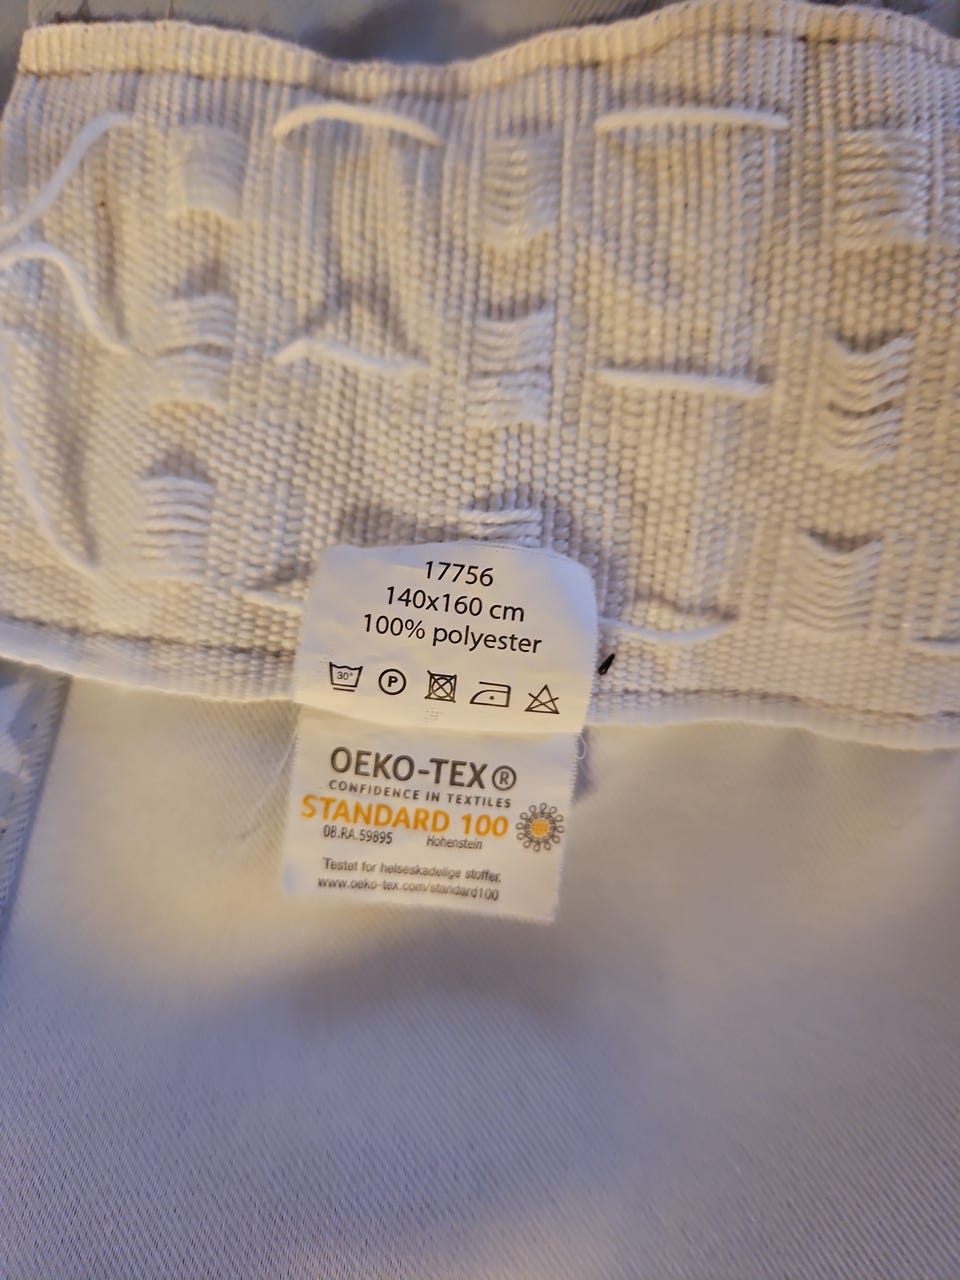 17756
140x160 cm
100% polyester
30°
P
OEKO-TEX®
CONFIDENCE IN TEXTILES
STANDARD 100
08.RA.59895 Hohenstein
Testet for helseskadelige stoffer.
www.oeko-tex.com/standard100